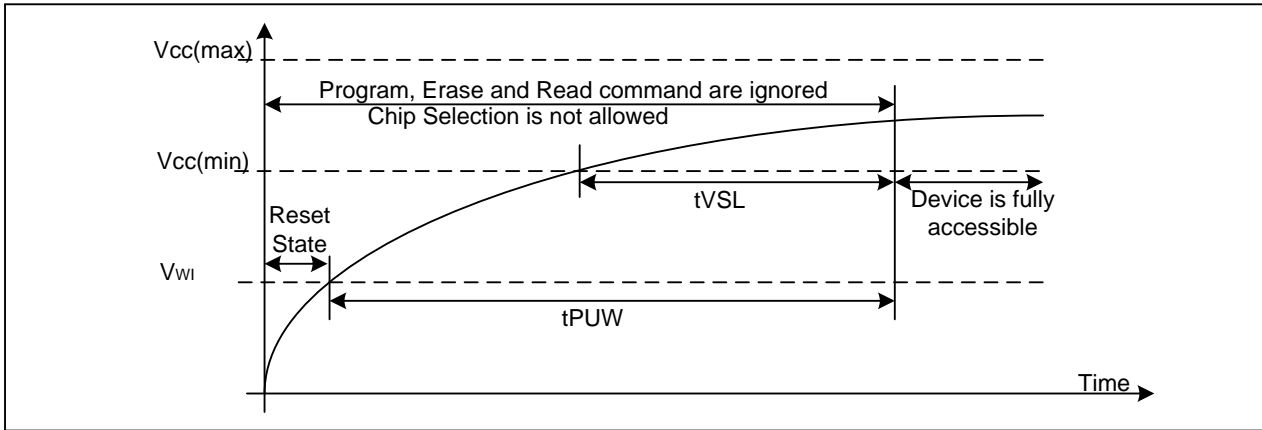 Vcc(max)
Program, Erase and Read command are ignored
Chip Selection is not allowed
Vcc(min)
tVSL
Device is fully
accessible
Reset
State
VWI
tPUW
Time